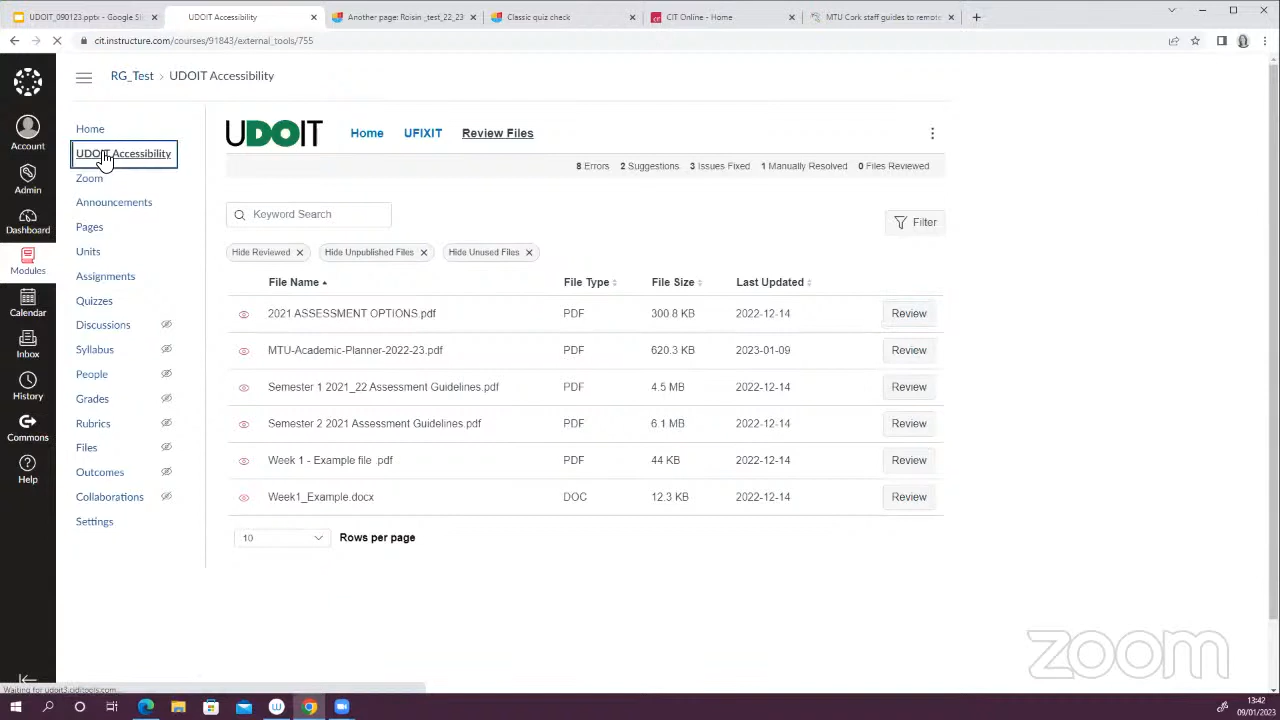 UDOIT_090123.pptx - Google Sli
UDOIT Accessibility
Another page: Roisin _test_22_23
Classic quiz check
CIT Online - Home
MTU Cork staff guides to remote
cit.instructure.com/courses/91843/external_tools/755
RG_Test > UDOIT Accessibility
Account
Admin
Dashboard
Modules
Calendar
Inbox
History
Commons
Help
Home
UDOIT Accessibility
Zoom
Announcements
Pages
Units
Assignments
Quizzes
Discussions
Syllabus
People
Grades
Rubrics
Files
Outcomes
Collaborations
Settings
UDOIT Home UFIXIT Review Files
8 Errors 2 Suggestions 3 Issues Fixed 1 Manually Resolved 0 Files Reviewed
Keyword Search
Filter
Hide Reviewed Hide Unpublished Files Hide Unused Files
File Name File Type File Size Last Updated
2021 ASSESSMENT OPTIONS.pdf PDF 300.8 KB 2022-12-14 Review
MTU-Academic-Planner-2022-23.pdf PDF 620.3 KB 2023-01-09 Review
Semester 1 2021_22 Assessment Guidelines.pdf PDF 4.5 MB 2022-12-14 Review
Semester 2 2021 Assessment Guidelines.pdf PDF 6.1 MB 2022-12-14 Review
Week 1 - Example file .pdf PDF 44 KB 2022-12-14 Review
Week1_Example.docx DOC 12.3 KB 2022-12-14 Review
10 Rows per page
zoom
Waiting for udoit3.ciditools.com...
13:42
09/01/2023